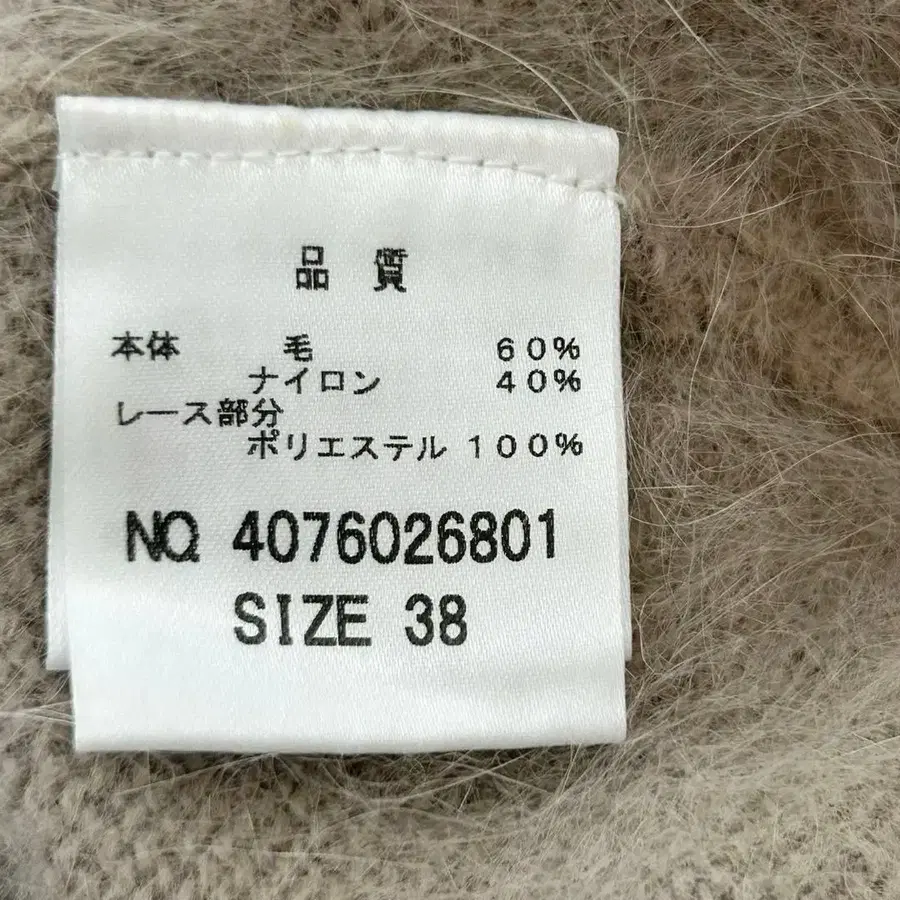 品 質
本体 毛 60%
ナイロン 40%
レース部分
ポリエステル 100%
NO. 4076026801
SIZE 38